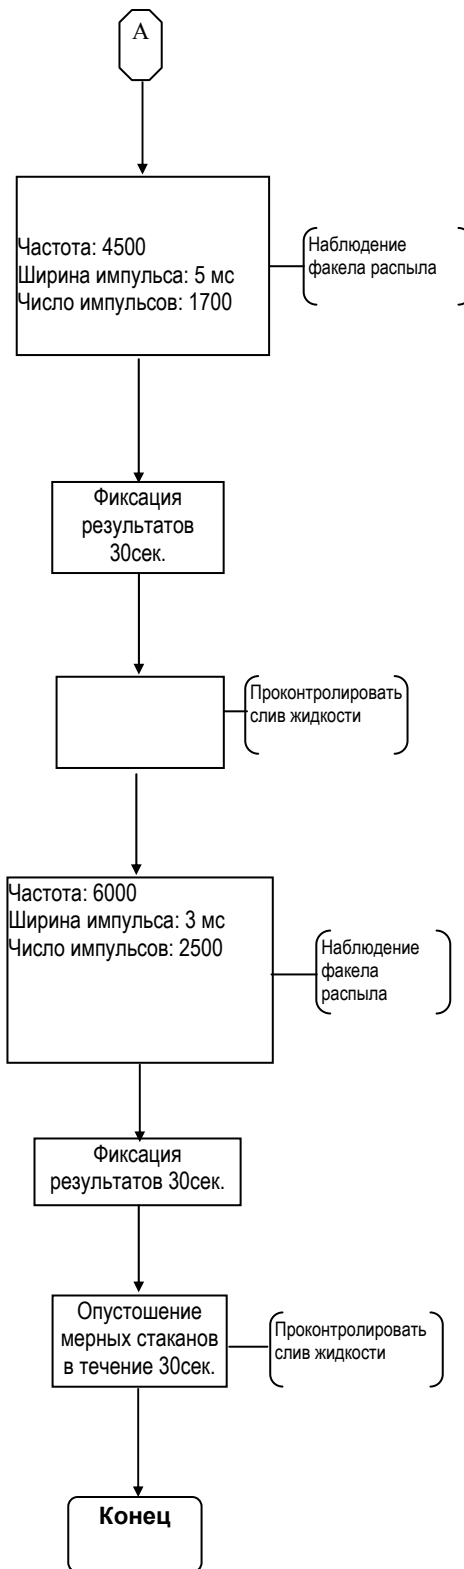 А
Частота: 4500
Ширина импульса: 5 мс
Число импульсов: 1700
Наблюдение
факела распыла
Фиксация
результатов
30сек.
Проконтролировать
слив жидкости
Частота: 6000
Ширина импульса: 3 мс
Число импульсов: 2500
Наблюдение
факела
распыла
Фиксация
результатов 30сек.
Опустошение
мерных стаканов
в течение 30сек.
Проконтролировать
слив жидкости
Конец